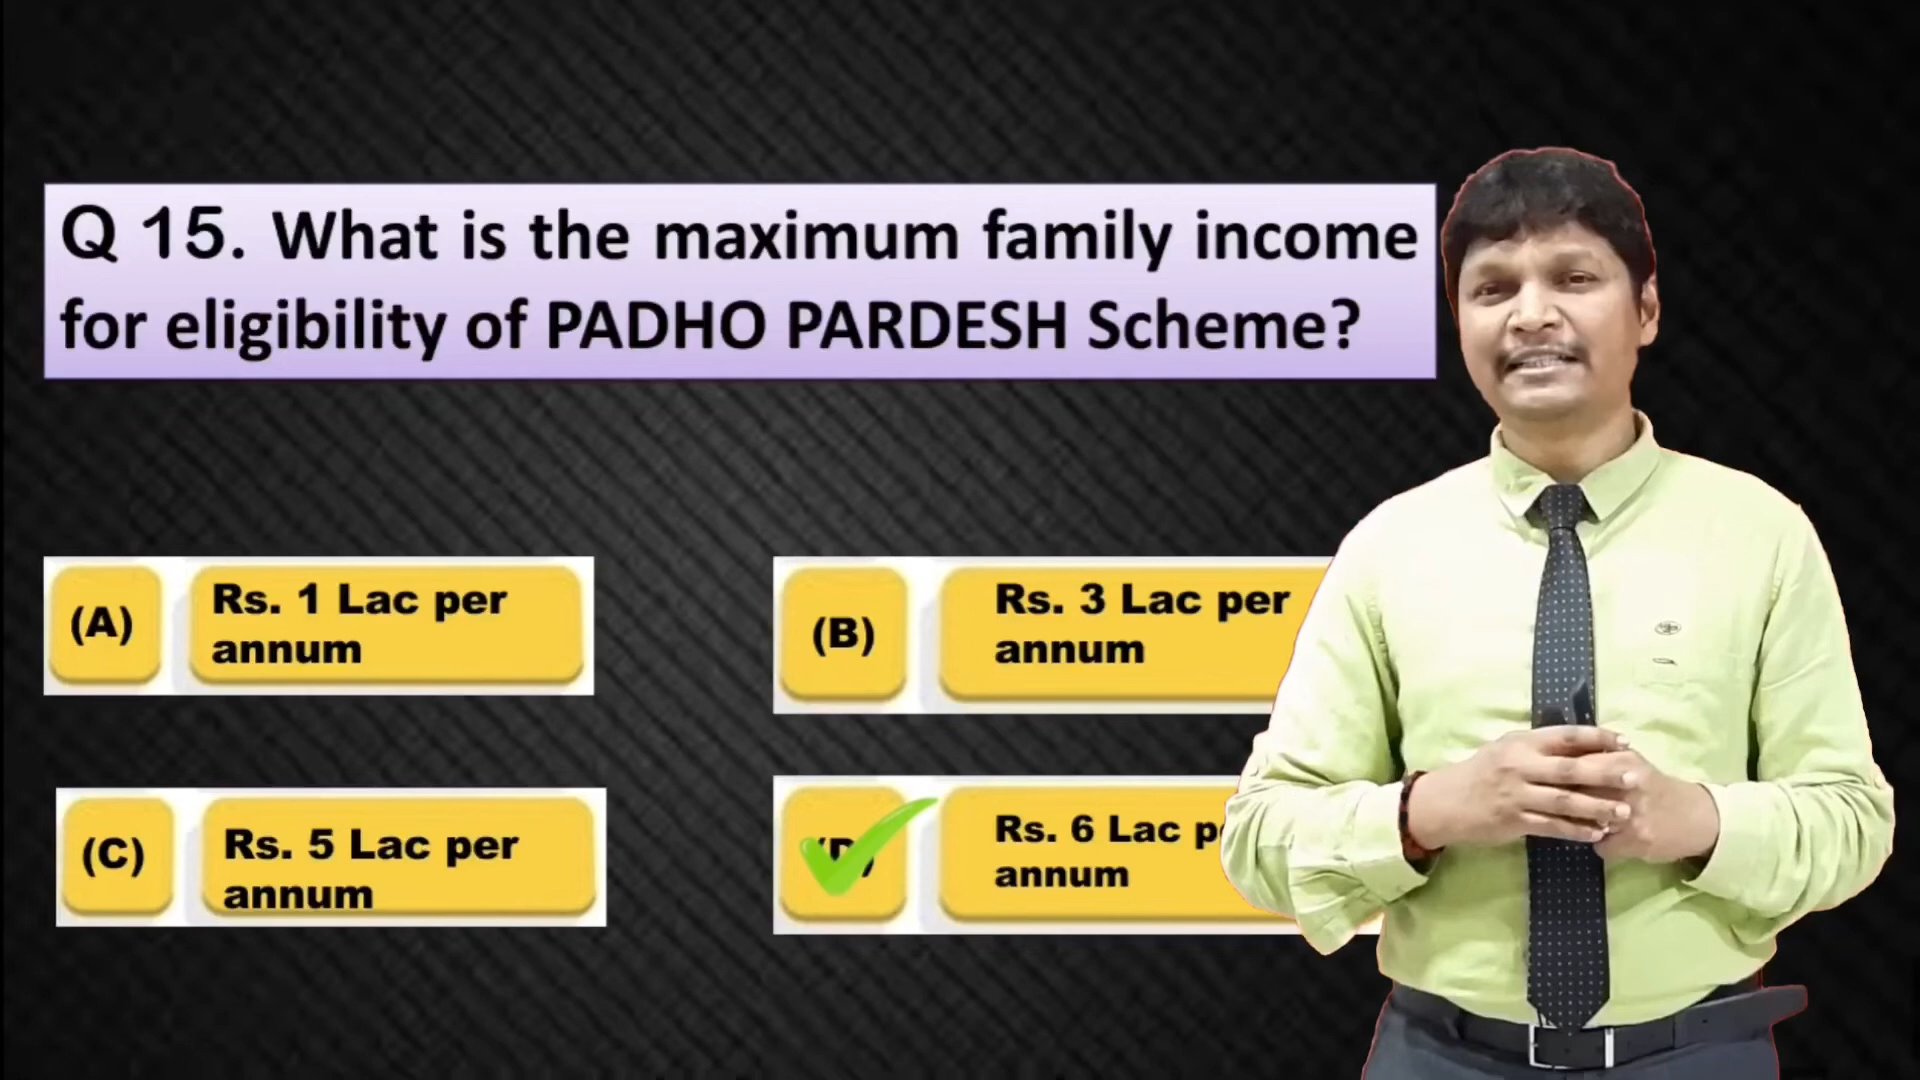 Q 15. What is the maximum family income
for eligibility of PADHO PARDESH Scheme?
(A) Rs. 1 Lac per
annum
(B) Rs. 3 Lac per
annum
(C) Rs. 5 Lac per
annum
Rs. 6 Lac
annum